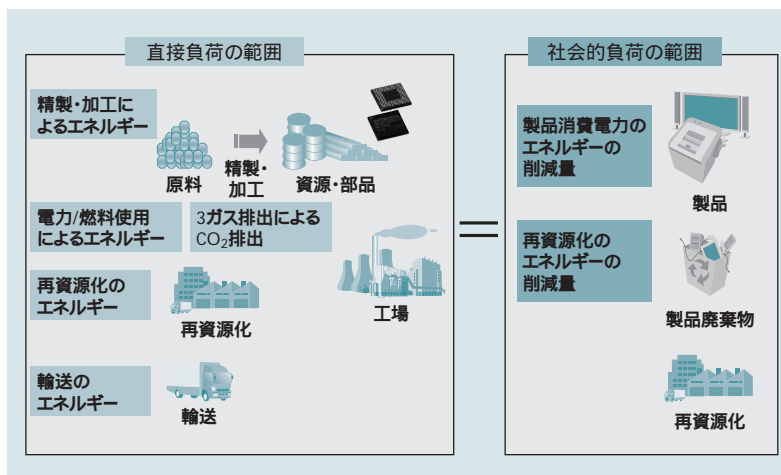 直接負荷の範囲
精製・加工に
よるエネルギー
原料
精製・
加工
資源・部品
電力/燃料使用
によるエネルギー
3ガス排出による
CO₂排出
工場
再資源化の
エネルギー
再資源化
輸送の
エネルギー
輸送
=
社会的負荷の範囲
製品消費電力の
エネルギーの
削減量
製品
再資源化の
エネルギーの
削減量
製品廃棄物
再資源化